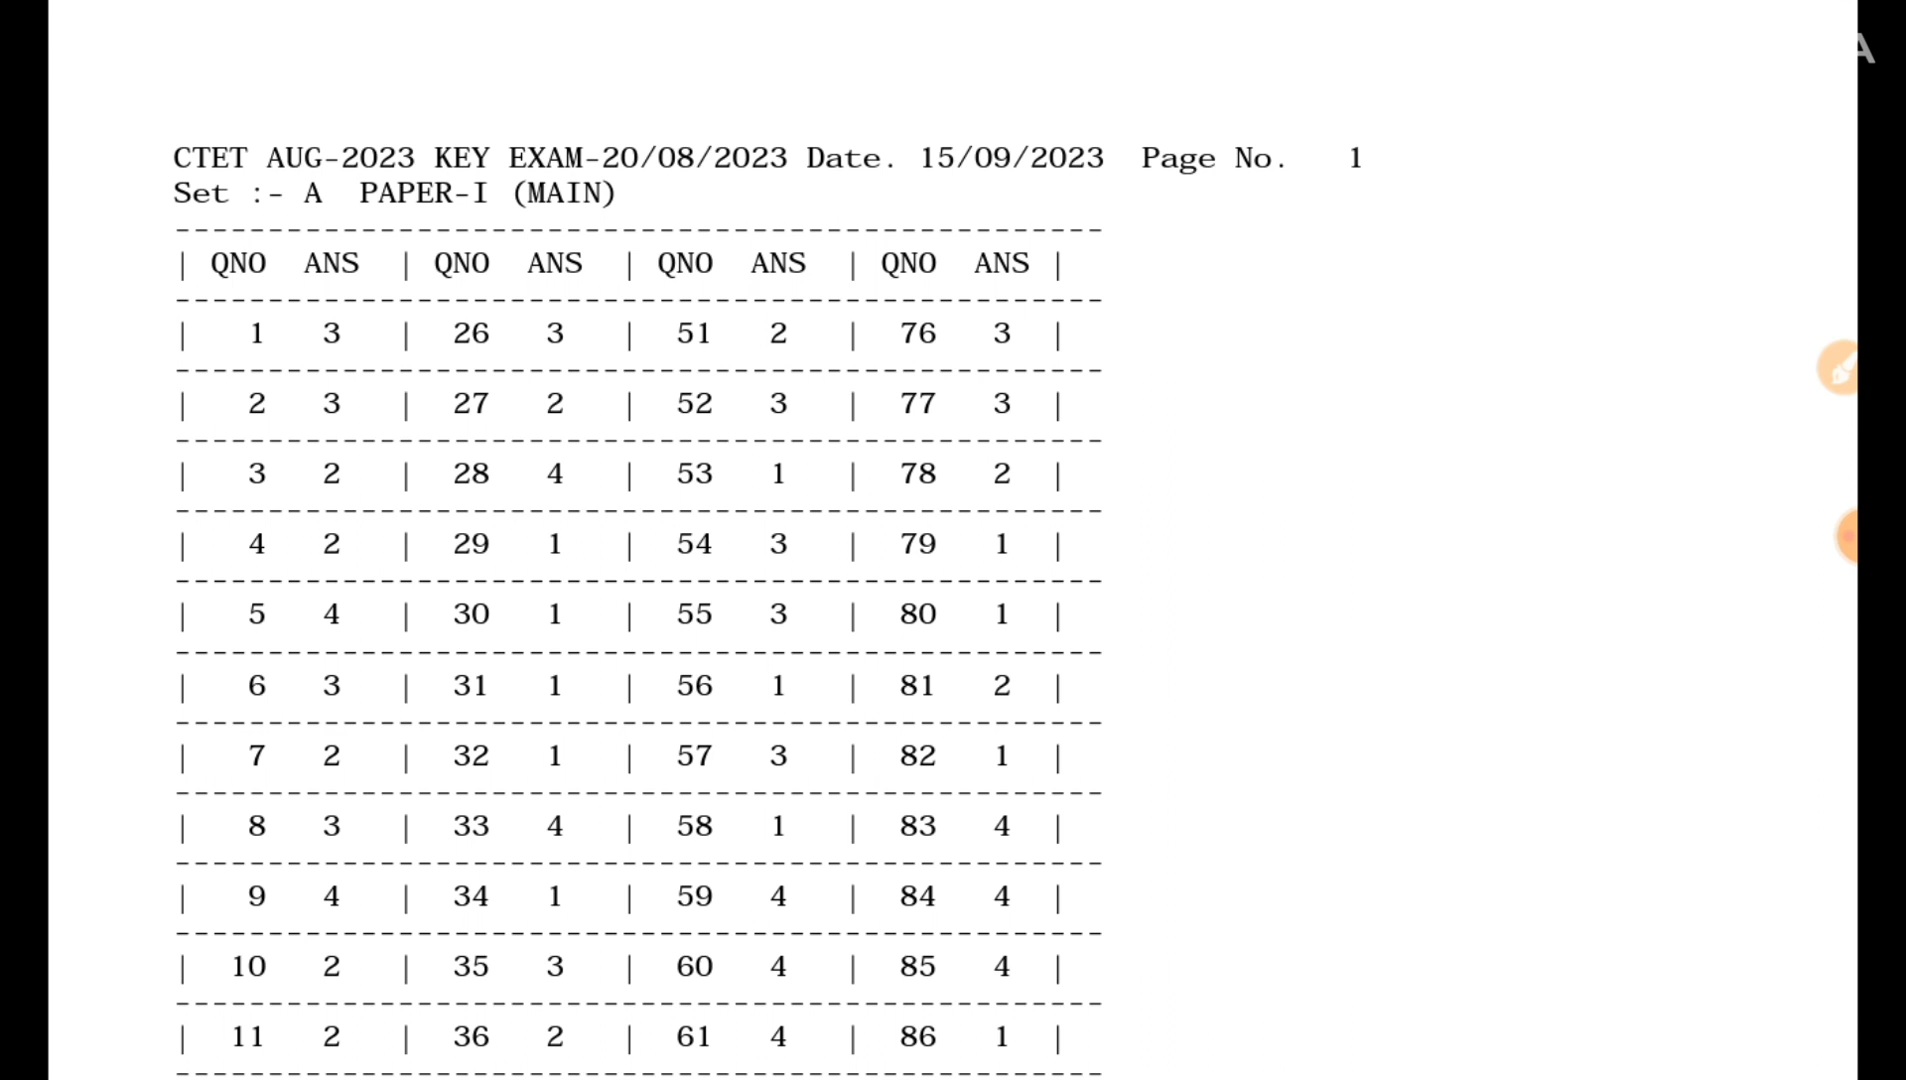 A
CTET AUG-2023 KEY EXAM-20/08/2023 Date. 15/09/2023 Page No. 1
Set :- A PAPER-I (MAIN)
-------------------------------------------------- 
| QNO ANS | QNO ANS | QNO ANS | QNO ANS |
--------------------------------------------------
| 1 3 | 26 3 | 51 2 | 76 3 |
--------------------------------------------------
| 2 3 | 27 2 | 52 3 | 77 3 |
--------------------------------------------------
| 3 2 | 28 4 | 53 1 | 78 2 |
--------------------------------------------------
| 4 2 | 29 1 | 54 3 | 79 1 |
--------------------------------------------------
| 5 4 | 30 1 | 55 3 | 80 1 |
--------------------------------------------------
| 6 3 | 31 1 | 56 1 | 81 2 |
--------------------------------------------------
| 7 2 | 32 1 | 57 3 | 82 1 |
--------------------------------------------------
| 8 3 | 33 4 | 58 1 | 83 4 |
--------------------------------------------------
| 9 4 | 34 1 | 59 4 | 84 4 |
--------------------------------------------------
| 10 2 | 35 3 | 60 4 | 85 4 |
--------------------------------------------------
| 11 2 | 36 2 | 61 4 | 86 1 |
--------------------------------------------------